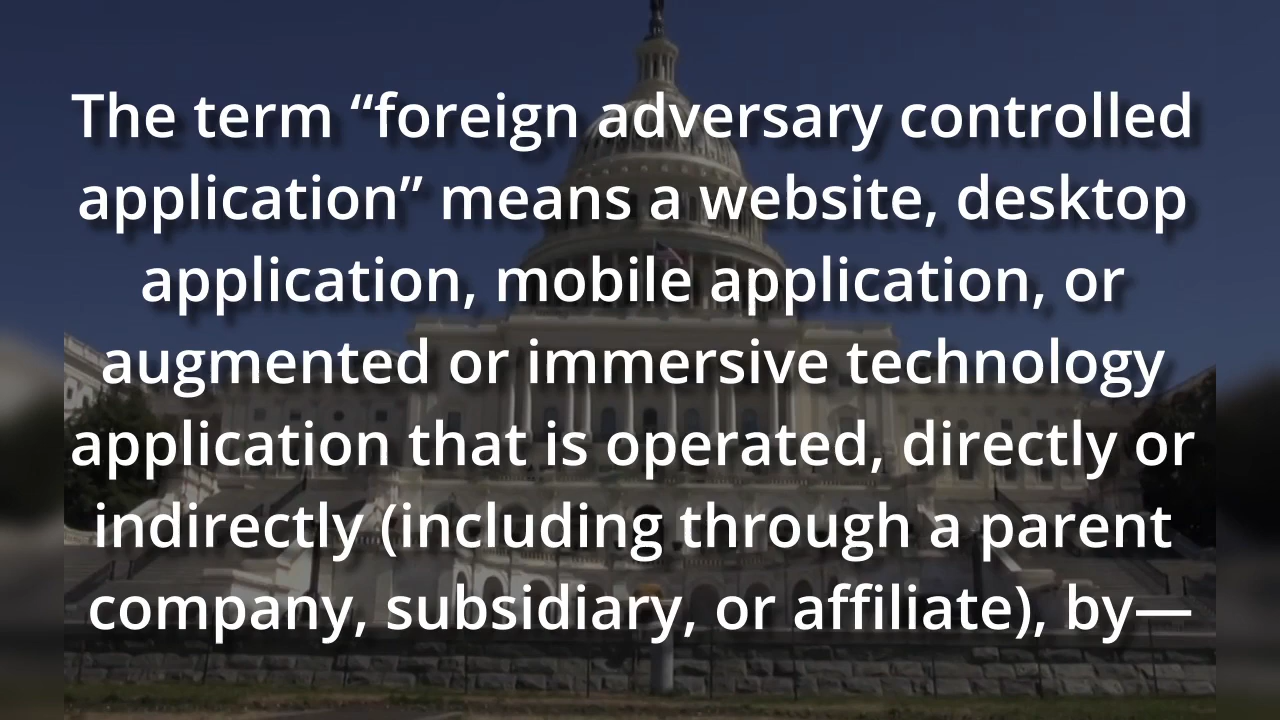 The term “foreign adversary controlled
application” means a website, desktop
application, mobile application, or
augmented or immersive technology
application that is operated, directly or
indirectly (including through a parent
company, subsidiary, or affiliate), by—